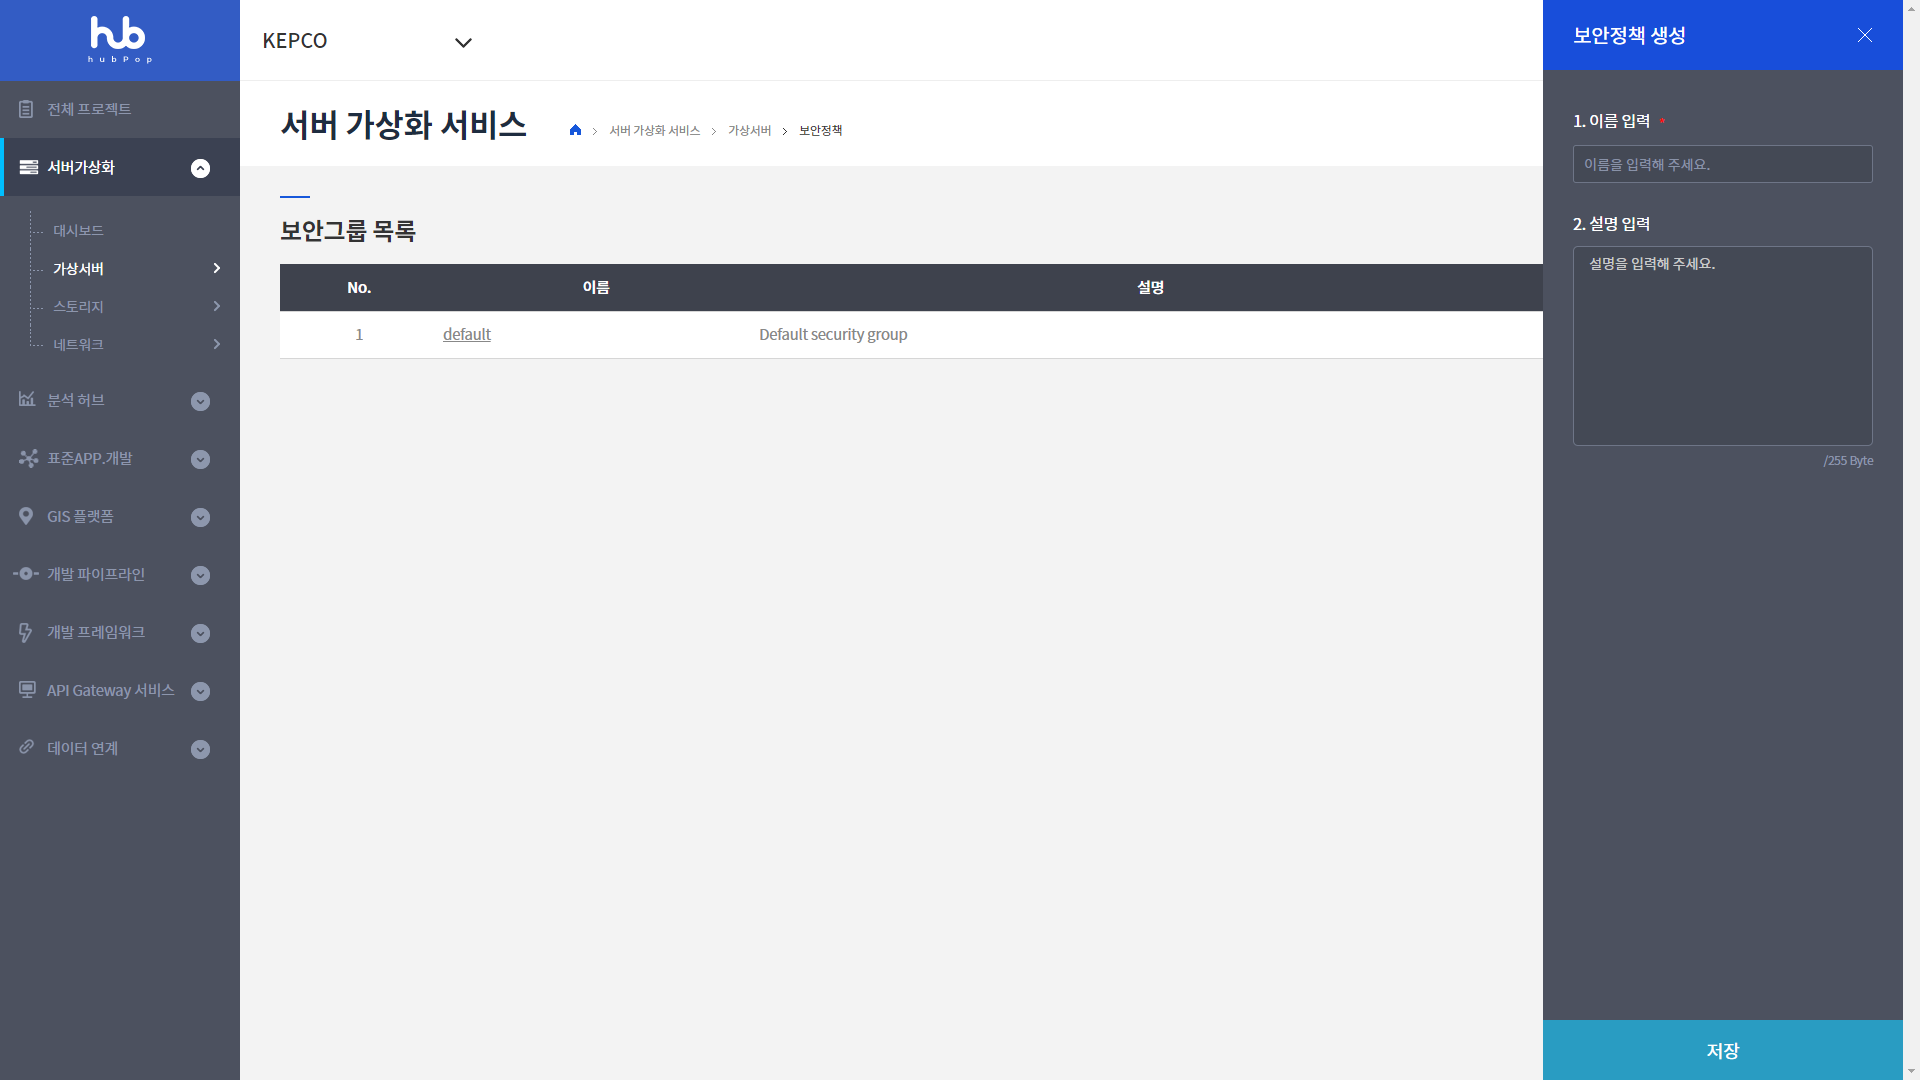 hub
hubPop
전체 프로젝트
서버가상화
대시보드
가상서버
스토리지
네트워크
분석 허브
표준APP.개발
GIS 플랫폼
개발 파이프라인
개발 프레임워크
API Gateway 서비스
데이터 연계
KEPCO
서버 가상화 서비스
서버 가상화 서비스 > 가상서버 > 보안정책
보안그룹 목록
No. 이름 설명
1 default Default security group
보안정책 생성
1. 이름 입력 *
이름을 입력해 주세요.
2. 설명 입력
설명을 입력해 주세요.
/255 Byte
저장